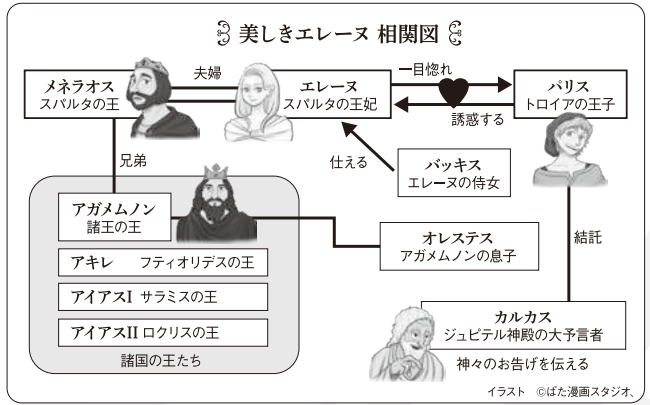 美しきエレーヌ 相関図
メネラオス
スパルタの王
夫婦
エレーヌ
スパルタの王妃
一目惚れ
誘惑する
パリス
トロイアの王子
兄弟
仕える
バッキス
エレーヌの侍女
アガメムノン
諸王の王
アキレ フティオリデスの王
アイアスI サラミスの王
アイアスII ロクリスの王
諸国の王たち
オレステス
アガメムノンの息子
結託
カルカス
ジュピテル神殿の大予言者
神々のお告げを伝える
イラスト ©ばた漫画スタジオ、